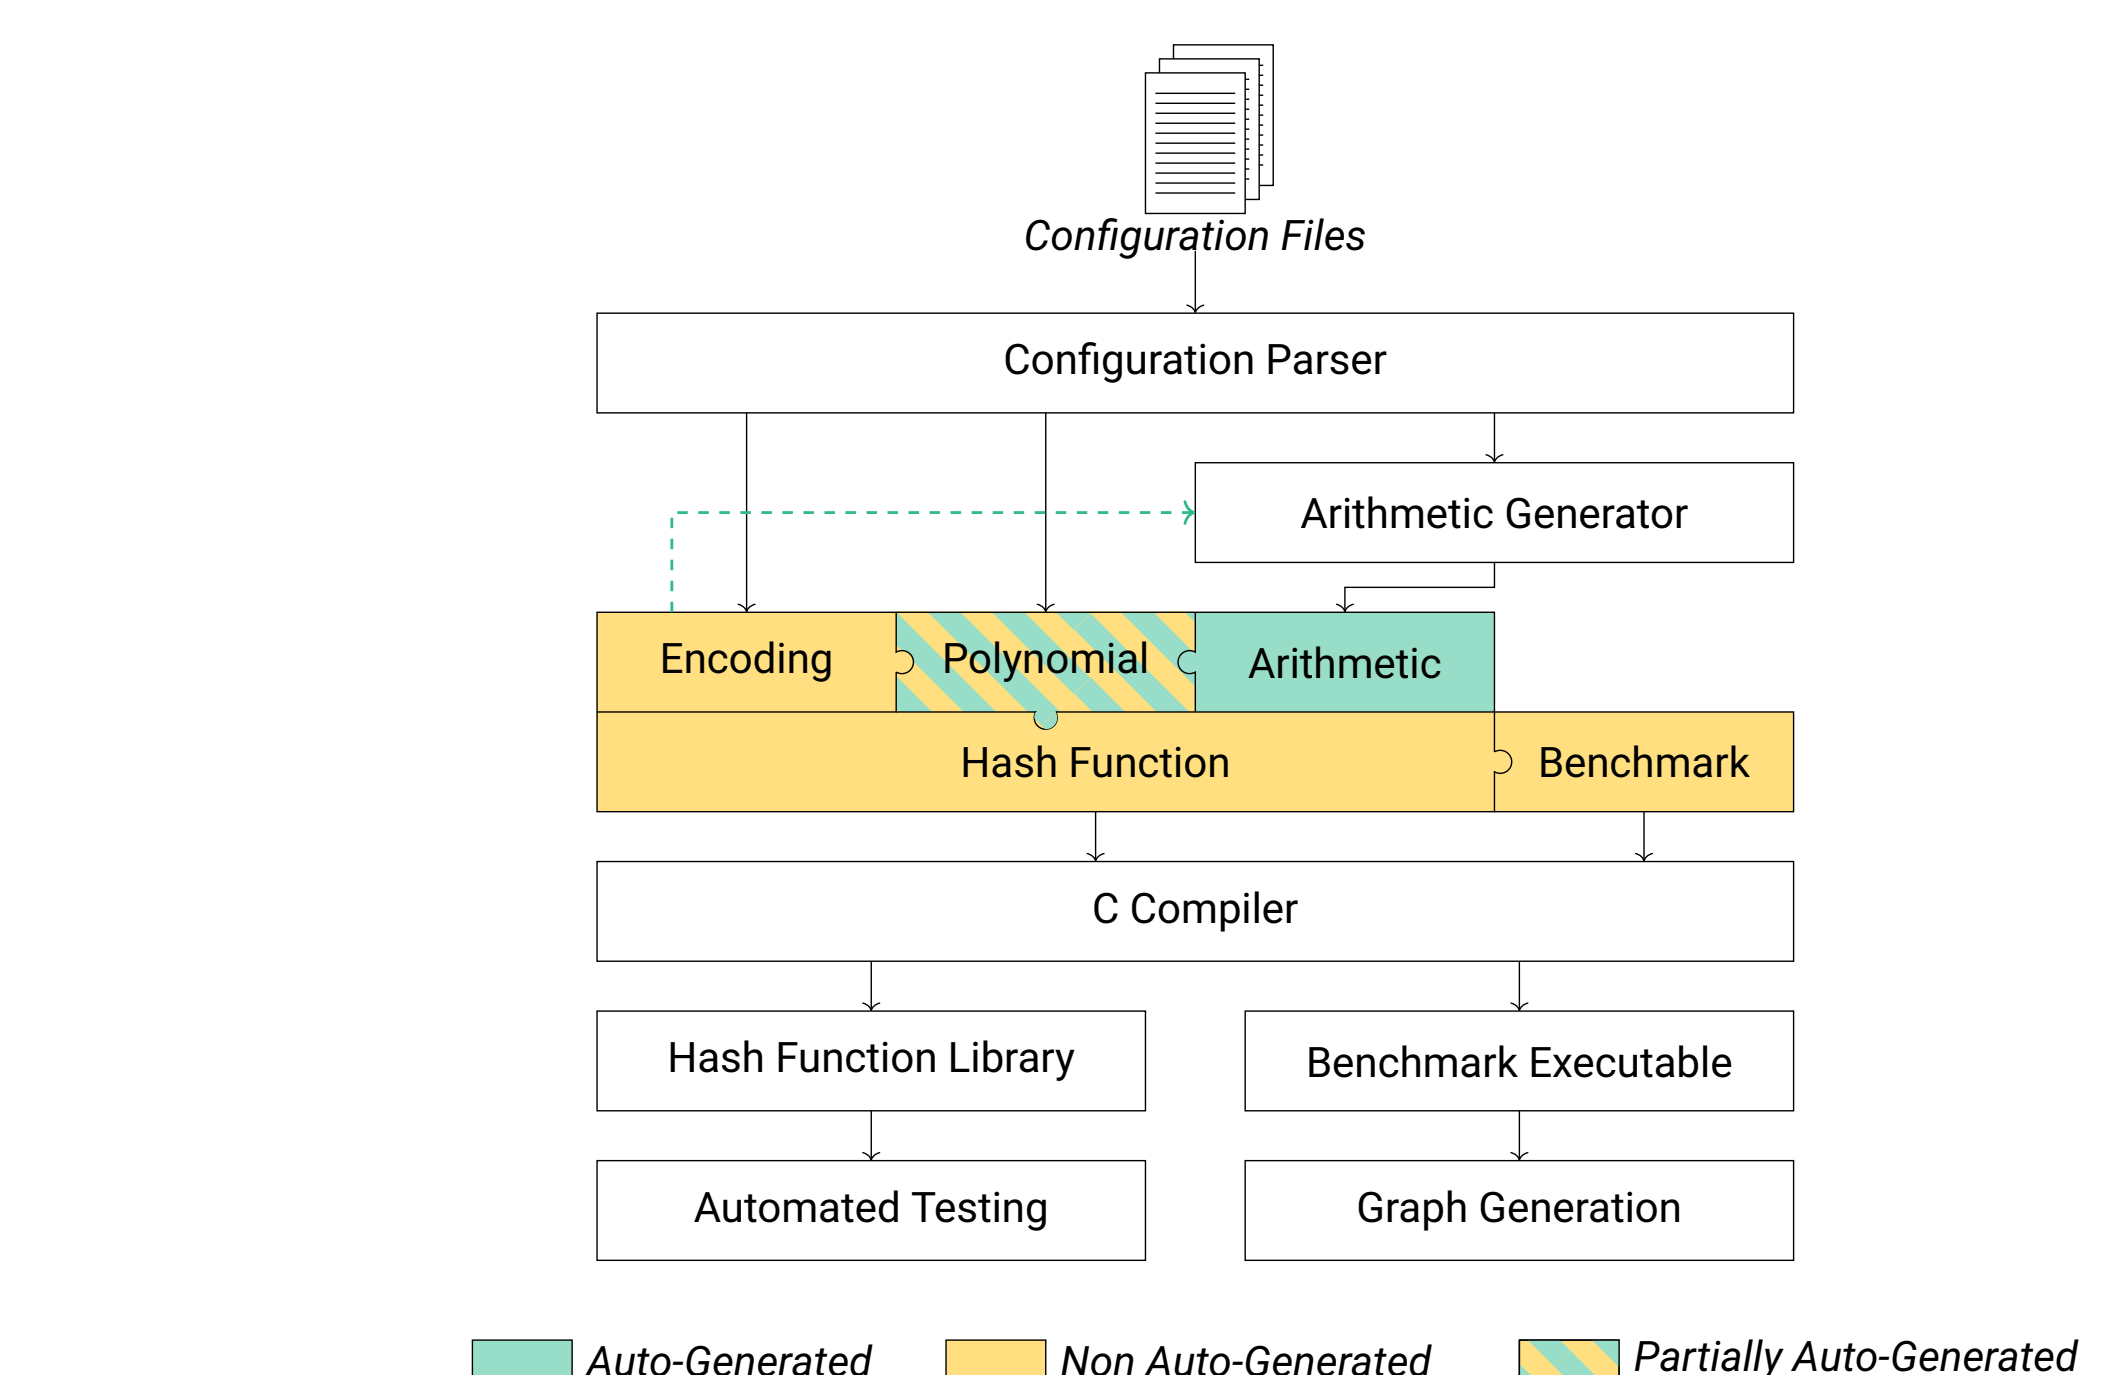 Configuration Files
Configuration Parser
Arithmetic Generator
Encoding
Polynomial
Arithmetic
Hash Function
Benchmark
C Compiler
Hash Function Library
Benchmark Executable
Automated Testing
Graph Generation
Auto-Generated
Non Auto-Generated
Partially Auto-Generated